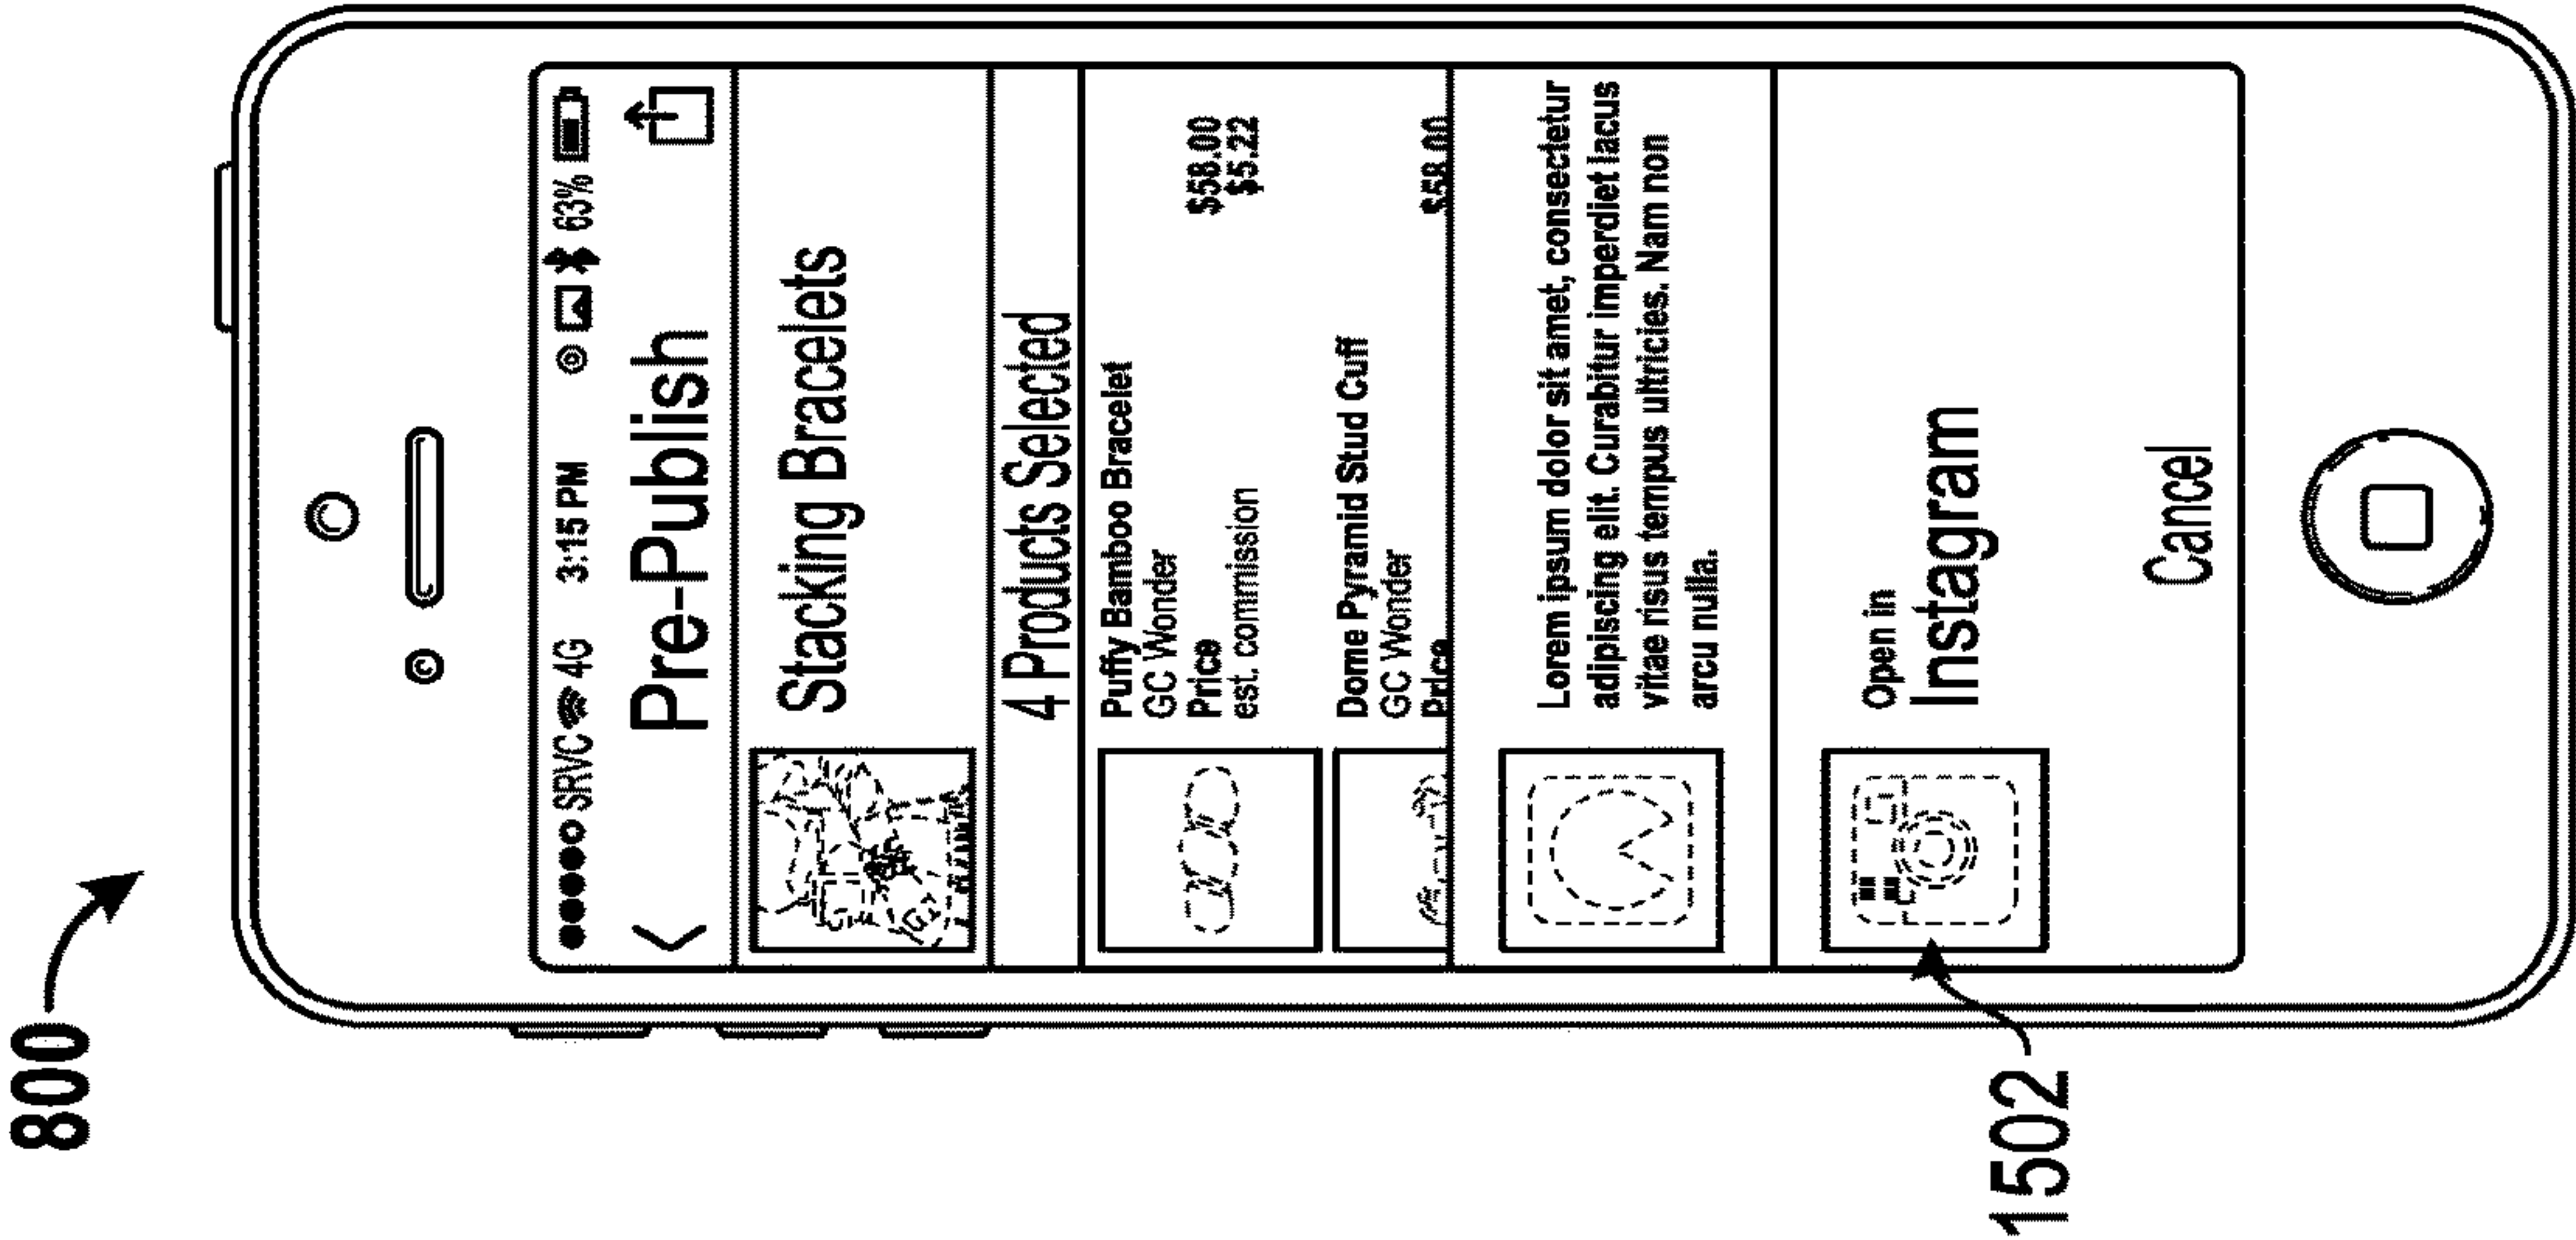 800
SRVC 4G 3:15 PM 63%
Pre-Publish
Stacking Bracelets
4 Products Selected
Puffy Bamboo Bracelet
GC Wonder
Price $58.00
est. commission $5.22
Dome Pyramid Stud Cuff
GC Wonder
Price $58.00
Lorem ipsum dolor sit amet, consectetur
adipiscing elit. Curabitur imperdiet lacus
vitae risus tempus ultricies. Nam non
arcu nulla.
Open in
Instagram
1502
Cancel